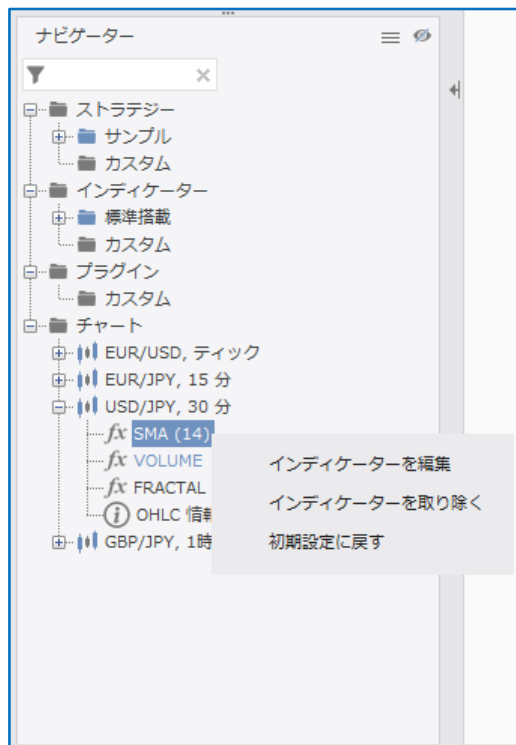 ナビゲーター
ストラテジー
サンプル
カスタム
インディケーター
標準搭載
カスタム
プラグイン
カスタム
チャート
EUR/USD, ティック
EUR/JPY, 15 分
USD/JPY, 30 分
fx SMA (14)
fx VOLUME
fx FRACTAL
OHLC 情報
GBP/JPY, 1時
インディケーターを編集
インディケーターを取り除く
初期設定に戻す